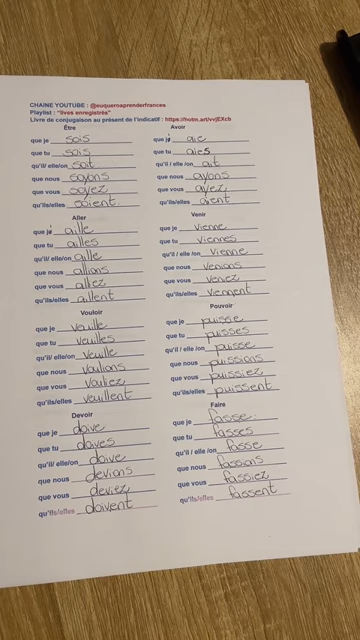 CHAINE YOUTUBE : @euqueroaprenderfrances
Playlist : "lives enregistrés"
Livre de conjugaison au présent de l'indicatif : https://hotm.art/vvjEXcb
Être
que je sois
que tu sois
qu'il/ elle/on soit
que nous soyons
que vous soyez
qu'ils/elles soient
Avoir
que j' aie
que tu aies
qu'il / elle /on ait
que nous ayons
que vous ayez
qu'ils/elles aient
Aller
que j' aille
que tu ailles
qu'il/ elle/on aille
que nous allions
que vous alliez
qu'ils/elles aillent
Venir
que je vienne
que tu viennes
qu'il / elle /on vienne
que nous venions
que vous veniez
qu'ils/elles viennent
Vouloir
que je veuille
que tu veuilles
qu'il/ elle/on veuille
que nous voulions
que vous vouliez
qu'ils/elles veuillent
Pouvoir
que je puisse
que tu puisses
qu'il / elle /on puisse
que nous puissions
que vous puissiez
qu'ils/elles puissent
Devoir
que je doive
que tu doives
qu'il/ elle/on doive
que nous devions
que vous deviez
qu'ils/elles doivent
Faire
que je fasse
que tu fasses
qu'il / elle /on fasse
que nous fassions
que vous fassiez
qu'ils/elles fassent